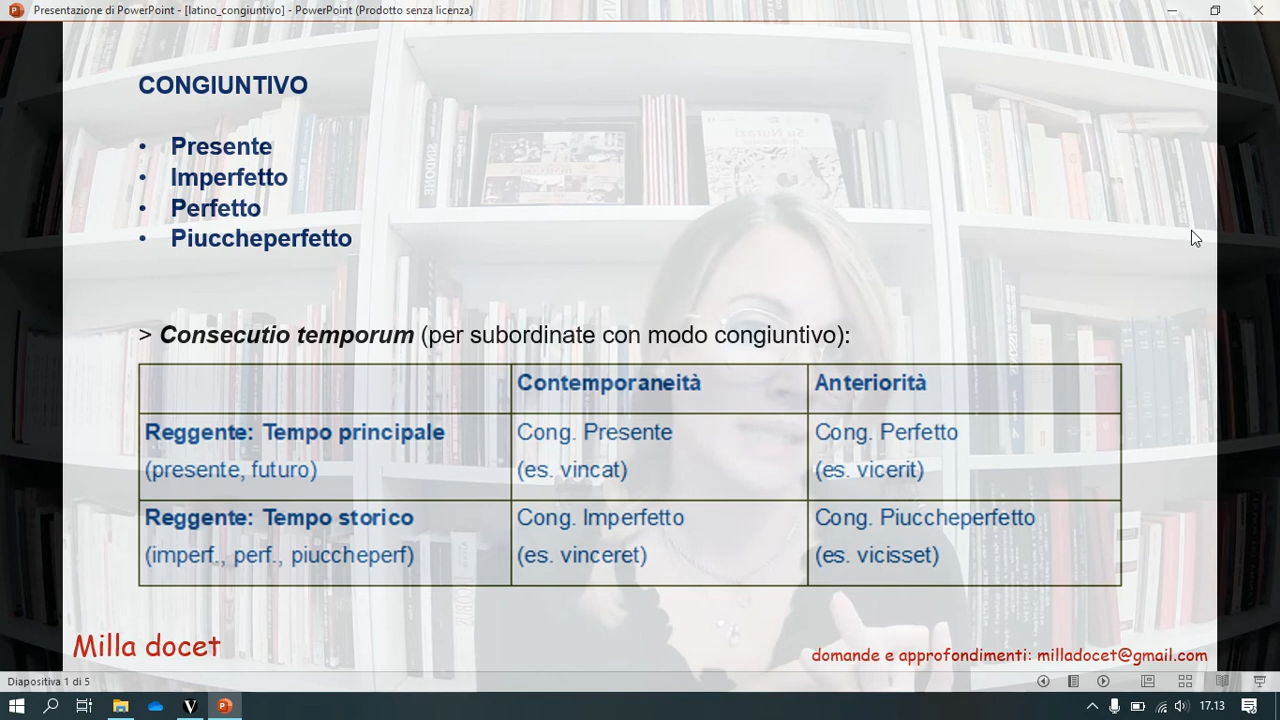 Presentazione di PowerPoint - [latino_congiuntivo] - PowerPoint (Prodotto senza licenza)
CONGIUNTIVO
• Presente
• Imperfetto
• Perfetto
• Piuccheperfetto
> Consecutio temporum (per subordinate con modo congiuntivo):
Contemporaneità
Anteriorità
Reggente: Tempo principale
(presente, futuro)
Cong. Presente
(es. vincat)
Cong. Perfetto
(es. vicerit)
Reggente: Tempo storico
(imperf., perf., piuccheperf)
Cong. Imperfetto
(es. vinceret)
Cong. Piuccheperfetto
(es. vicisset)
Milla docet
domande e approfondimenti: milladocet@gmail.com
Diapositiva 1 di 5
17.13